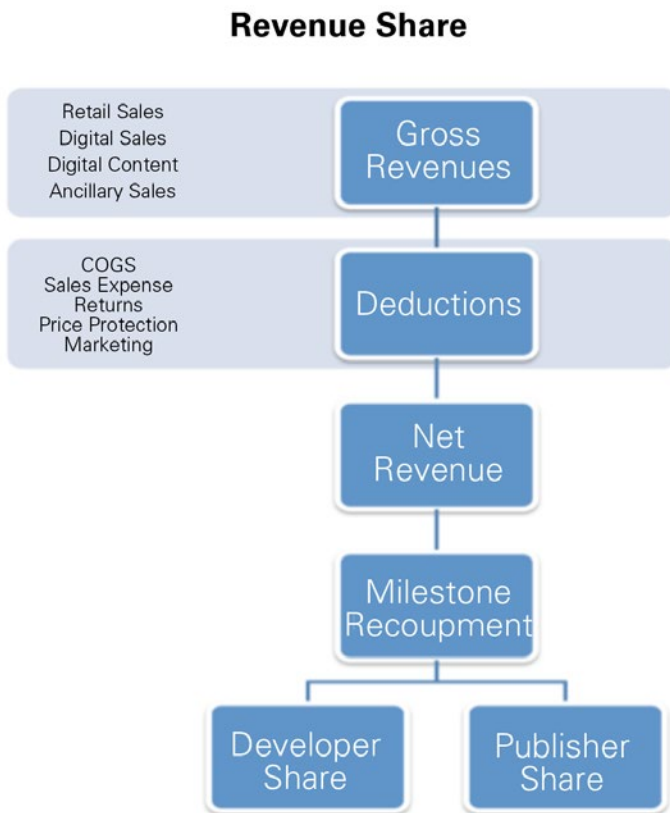 Revenue Share
Retail Sales
Digital Sales
Digital Content
Ancillary Sales
Gross
Revenues
COGS
Sales Expense
Returns
Price Protection
Marketing
Deductions
Net
Revenue
Milestone
Recoupment
Developer
Share
Publisher
Share